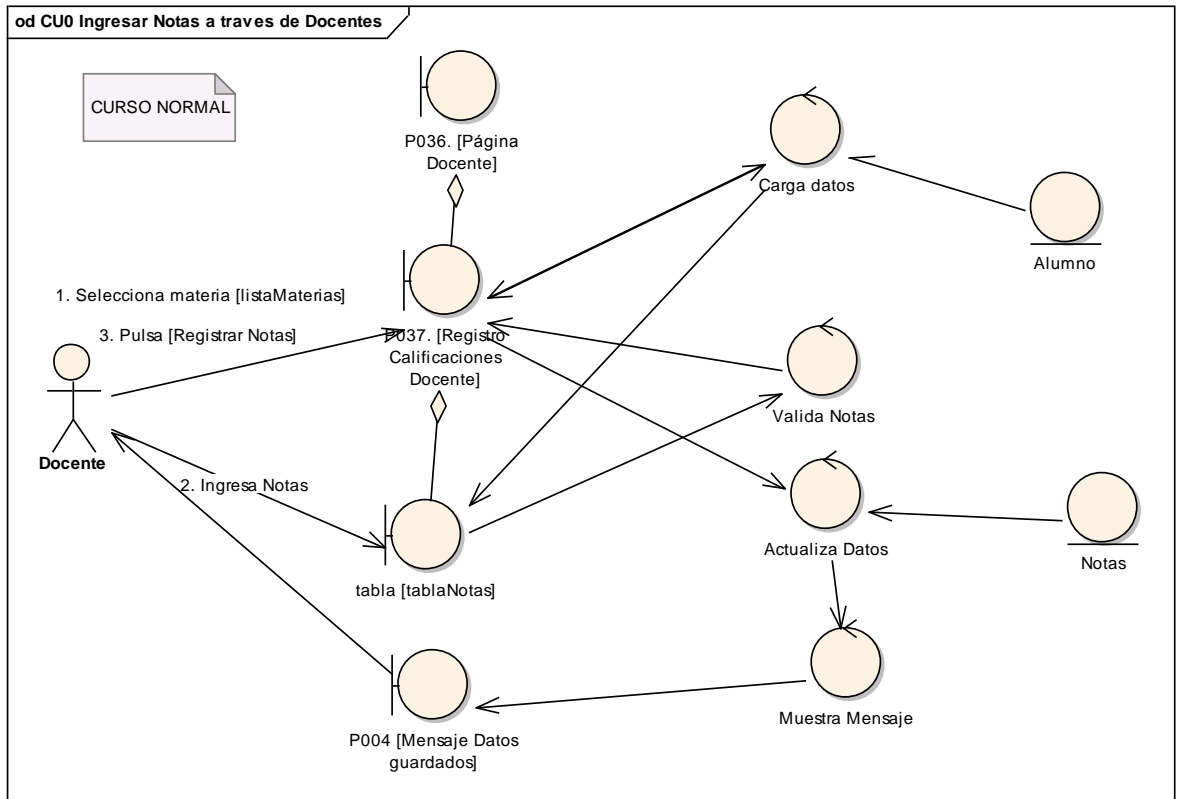 od CU0 Ingresar Notas a traves de Docentes
CURSO NORMAL
P036. [Página
Docente]
Carga datos
Alumno
1. Selecciona materia [listaMaterias]
3. Pulsa [Registrar Notas]
P037. [Registro
Calificaciones
Docente]
Valida Notas
Docente
2. Ingresa Notas
Actualiza Datos
Notas
tabla [tablaNotas]
Muestra Mensaje
P004 [Mensaje Datos
guardados]